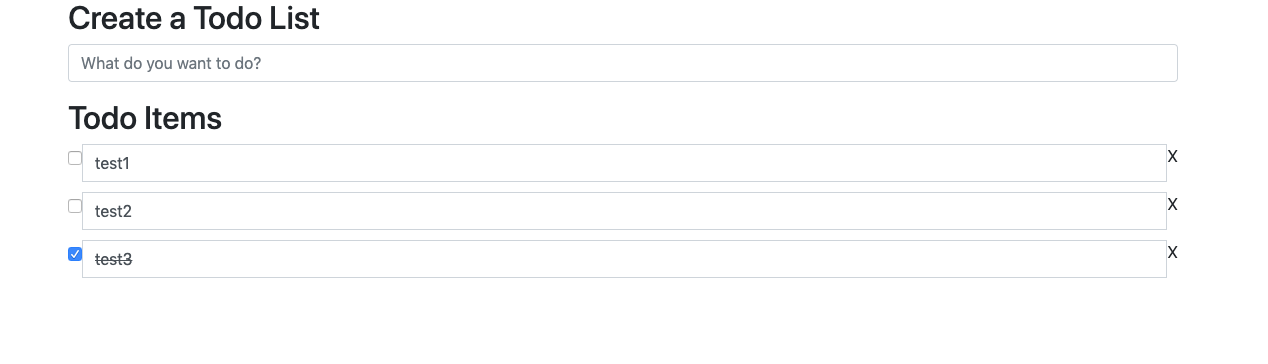 Create a Todo List
What do you want to do?
Todo Items
test1 X
test2 X
test3 X